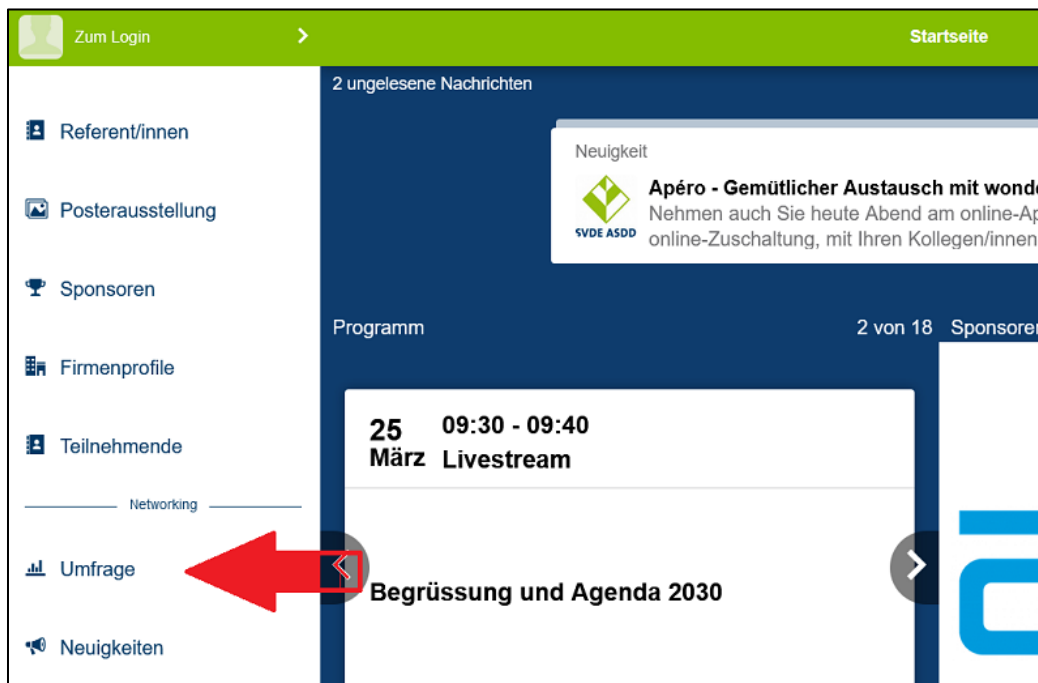 Zum Login
Startseite
2 ungelesene Nachrichten
Referent/innen
Posterausstellung
Sponsoren
Firmenprofile
Teilnehmende
Networking
Umfrage
Neuigkeiten
Neuigkeit
SVDE ASDD
Apéro - Gemütlicher Austausch mit wonde
Nehmen auch Sie heute Abend am online-Ap
online-Zuschaltung, mit Ihren Kollegen/innen
Programm
2 von 18
Sponsoren
25
März
09:30 - 09:40
Livestream
Begrüssung und Agenda 2030